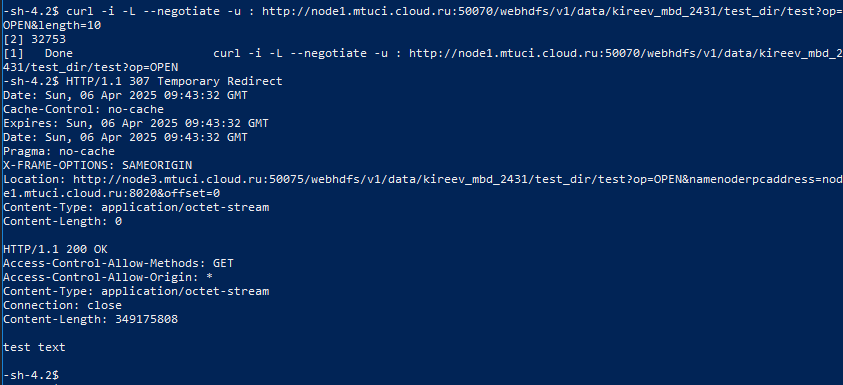 -sh-4.2$ curl -i -L --negotiate -u : http://node1.mtuci.cloud.ru:50070/webhdfs/v1/data/kireev_mbd_2431/test_dir/test?op=
OPEN&length=10
[2] 32753
[1]   Done                    curl -i -L --negotiate -u : http://node1.mtuci.cloud.ru:50070/webhdfs/v1/data/kireev_mbd_2
431/test_dir/test?op=OPEN
-sh-4.2$ HTTP/1.1 307 Temporary Redirect
Date: Sun, 06 Apr 2025 09:43:32 GMT
Cache-Control: no-cache
Expires: Sun, 06 Apr 2025 09:43:32 GMT
Date: Sun, 06 Apr 2025 09:43:32 GMT
Pragma: no-cache
X-FRAME-OPTIONS: SAMEORIGIN
Location: http://node3.mtuci.cloud.ru:50075/webhdfs/v1/data/kireev_mbd_2431/test_dir/test?op=OPEN&namenoderpcaddress=nod
e1.mtuci.cloud.ru:8020&offset=0
Content-Type: application/octet-stream
Content-Length: 0

HTTP/1.1 200 OK
Access-Control-Allow-Methods: GET
Access-Control-Allow-Origin: *
Content-Type: application/octet-stream
Connection: close
Content-Length: 349175808

test text

-sh-4.2$